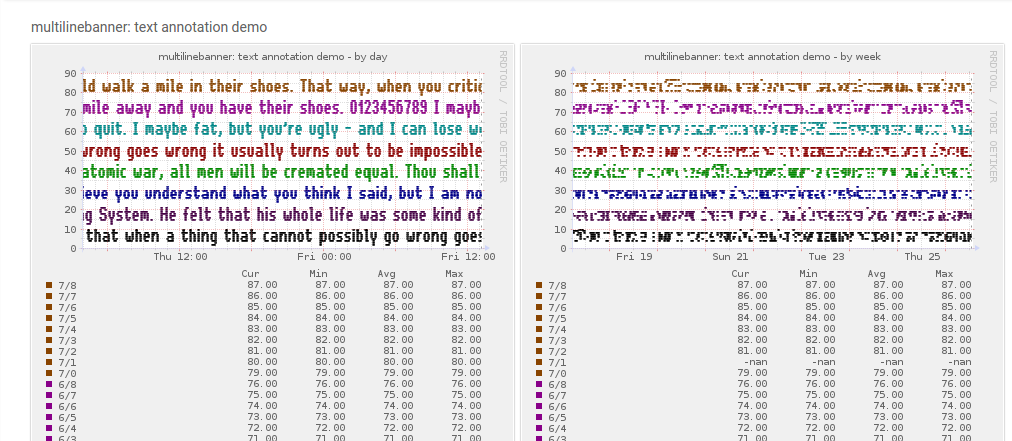 multilinebanner: text annotation demo
multilinebanner: text annotation demo - by day
RRDTOOL / TOBI OETIKER
90
80
70
60
50
40
30
20
10
0
ld walk a mile in their shoes. That way, when you critic
mile away and you have their shoes. 0123456789 I mayb
quit. I maybe fat, but you're ugly - and I can lose w
wrong goes wrong it usually turns out to be impossible
atomic war, all men will be cremated equal. Thou shall
eve you understand what you think I said, but I am no
g System. He felt that his whole life was some kind of
that when a thing that cannot possibly go wrong goes
Thu 12:00 Fri 00:00 Fri 12:00
Cur Min Avg Max
7/8 87.00 87.00 87.00 87.00
7/7 86.00 86.00 86.00 86.00
7/6 85.00 85.00 85.00 85.00
7/5 84.00 84.00 84.00 84.00
7/4 83.00 83.00 83.00 83.00
7/3 82.00 82.00 82.00 82.00
7/2 81.00 81.00 81.00 81.00
7/1 80.00 80.00 80.00 80.00
7/0 79.00 79.00 79.00 79.00
6/8 76.00 76.00 76.00 76.00
6/7 75.00 75.00 75.00 75.00
6/6 74.00 74.00 74.00 74.00
6/5 73.00 73.00 73.00 73.00
6/4 72.00 72.00 72.00 72.00
6/3 71.00 71.00 71.00 71.00
multilinebanner: text annotation demo - by week
RRDTOOL / TOBI OETIKER
90
80
70
60
50
40
30
20
10
0
Fri 19 Sun 21 Tue 23 Thu 25
Cur Min Avg Max
7/8 87.00 87.00 87.00 87.00
7/7 86.00 86.00 86.00 86.00
7/6 85.00 85.00 85.00 85.00
7/5 84.00 84.00 84.00 84.00
7/4 83.00 83.00 83.00 83.00
7/3 82.00 82.00 82.00 82.00
7/2 81.00 81.00 81.00 81.00
7/1 -nan -nan -nan -nan
7/0 79.00 79.00 79.00 79.00
6/8 76.00 76.00 76.00 76.00
6/7 75.00 75.00 75.00 75.00
6/6 74.00 74.00 74.00 74.00
6/5 73.00 73.00 73.00 73.00
6/4 72.00 72.00 72.00 72.00
6/3 71.00 71.00 71.00 71.00